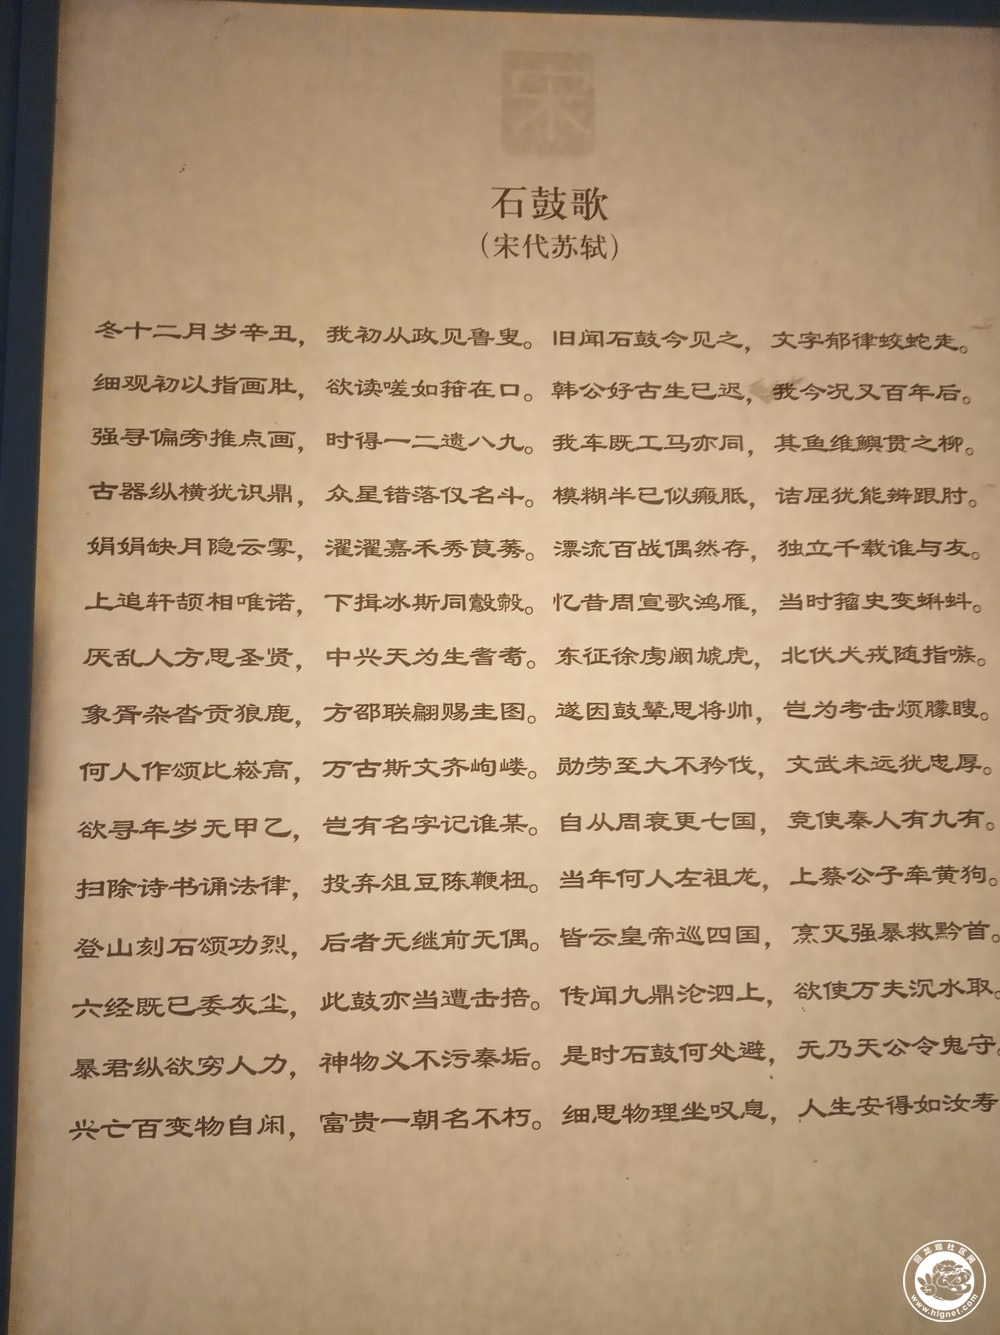 宋
石鼓歌
（宋代苏轼）
冬十二月岁辛丑，我初从政见鲁叟。旧闻石鼓今见之，文字郁律蛟蛇走。
细观初以指画肚，欲读嗟如箝在口。韩公好古生已迟，我今况又百年后。
强寻偏旁推点画，时得一二遗八九。我车既工马亦同，其鱼维鱮贯之柳。
古器纵横犹识鼎，众星错落仅名斗。模糊半已似瘢胝，诘屈犹能辨跟肘。
娟娟缺月隐云雾，濯濯嘉禾秀莨莠。漂流百战偶然存，独立千载谁与友。
上追轩颉相唯诺，下揖冰斯同鷇㝅。忆昔周宣歌鸿雁，当时籀史变蝌蚪。
厌乱人方思圣贤，中兴天为生耆耇。东征徐虏阚虓虎，北伏犬戎随指嗾。
象胥杂沓贡狼鹿，方邵联翩赐圭图。遂因鼓鼙思将帅，岂为考击烦朦瞍。
何人作颂比崧高，万古斯文齐岣嵝。勋劳至大不矜伐，文武未远犹忠厚。
欲寻年岁无甲乙，岂有名字记谁某。自从周衰更七国，竞使秦人有九有。
扫除诗书诵法律，投弃俎豆陈鞭杻。当年何人左祖龙，上蔡公子牵黄狗。
登山刻石颂功烈，后者无继前无偶。皆云皇帝巡四国，烹灭强暴救黔首。
六经既已委灰尘，此鼓亦当遭击掊。传闻九鼎沦泗上，欲使万夫沉水取。
暴君纵欲穷人力，神物义不污秦垢。是时石鼓何处避，无乃天公令鬼守。
兴亡百变物自闲，富贵一朝名不朽。细思物理坐叹息，人生安得如汝寿
回龙观社区网
www.hlgnet.com